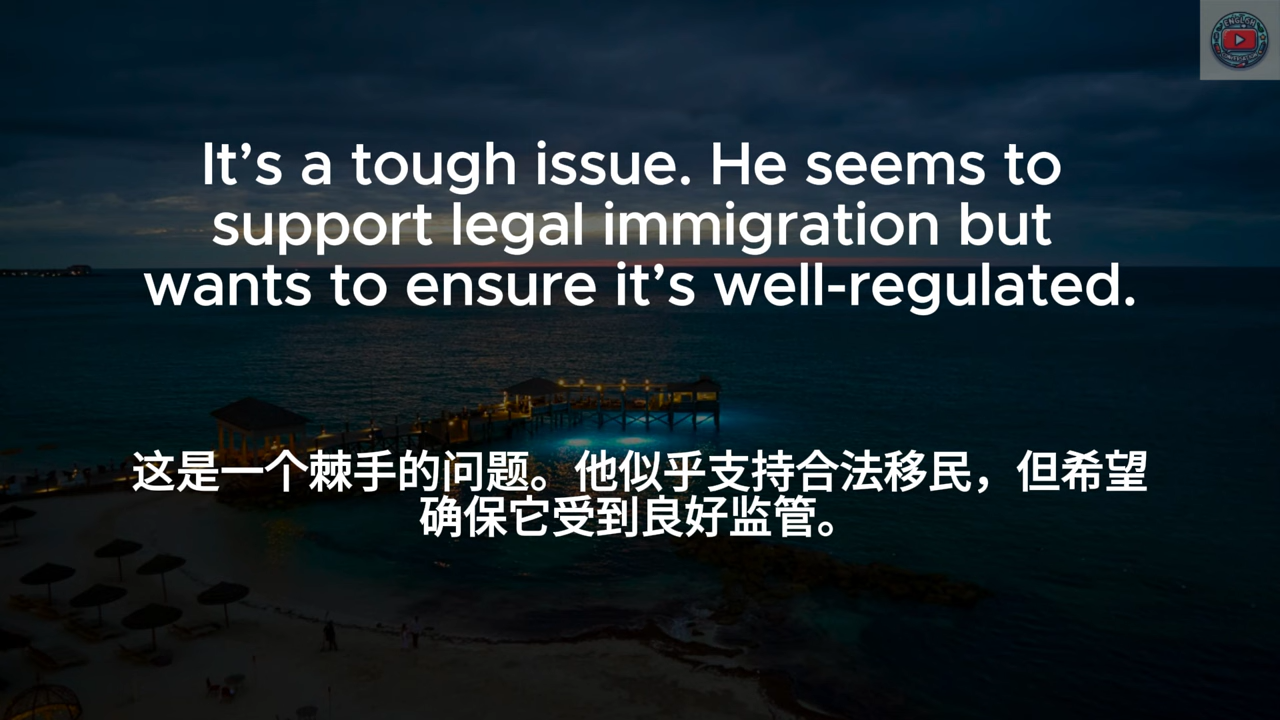 It’s a tough issue. He seems to
support legal immigration but
wants to ensure it’s well-regulated.
这是一个棘手的问题。他似乎支持合法移民，但希望
确保它受到良好监管。